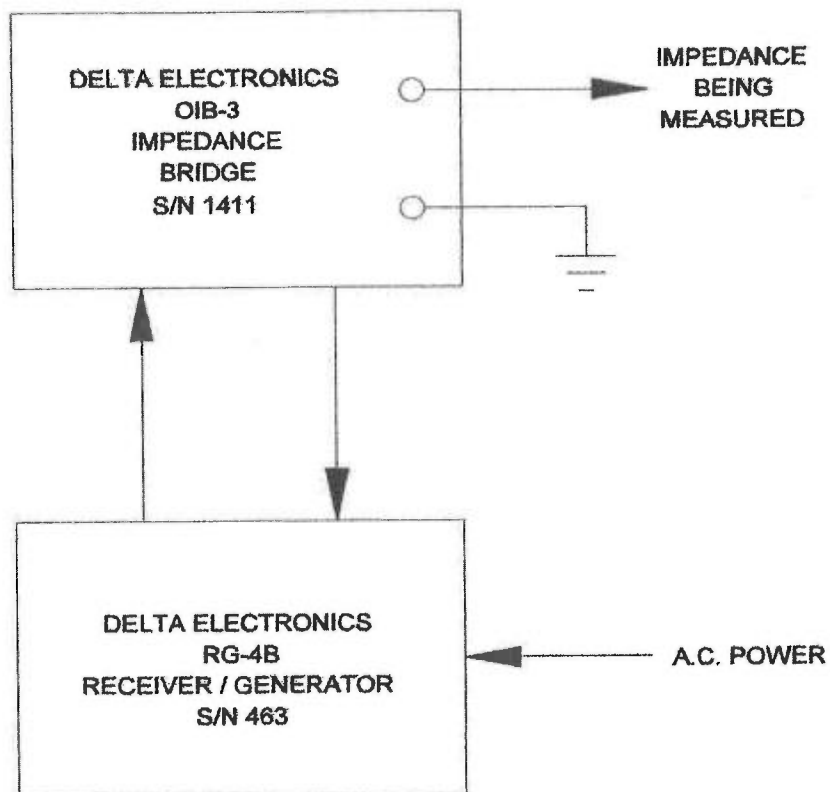 DELTA ELECTRONICS
OIB-3
IMPEDANCE
BRIDGE
S/N 1411
IMPEDANCE
BEING
MEASURED
DELTA ELECTRONICS
RG-4B
RECEIVER / GENERATOR
S/N 463
A.C. POWER